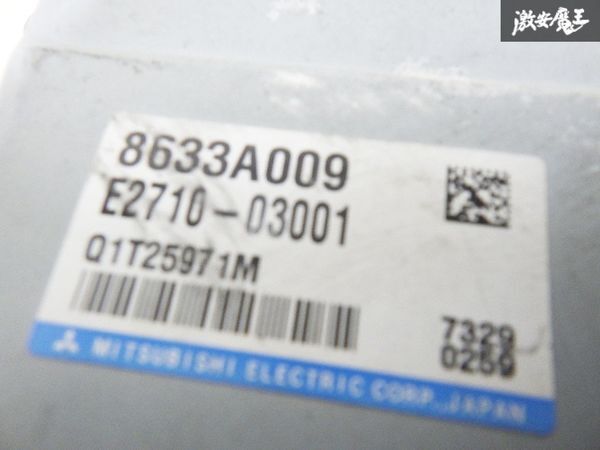 激安魔王
8633A009
E2710-03001
Q1T25971M
7329
0259
MITSUBISHI ELECTRIC CORP., JAPAN